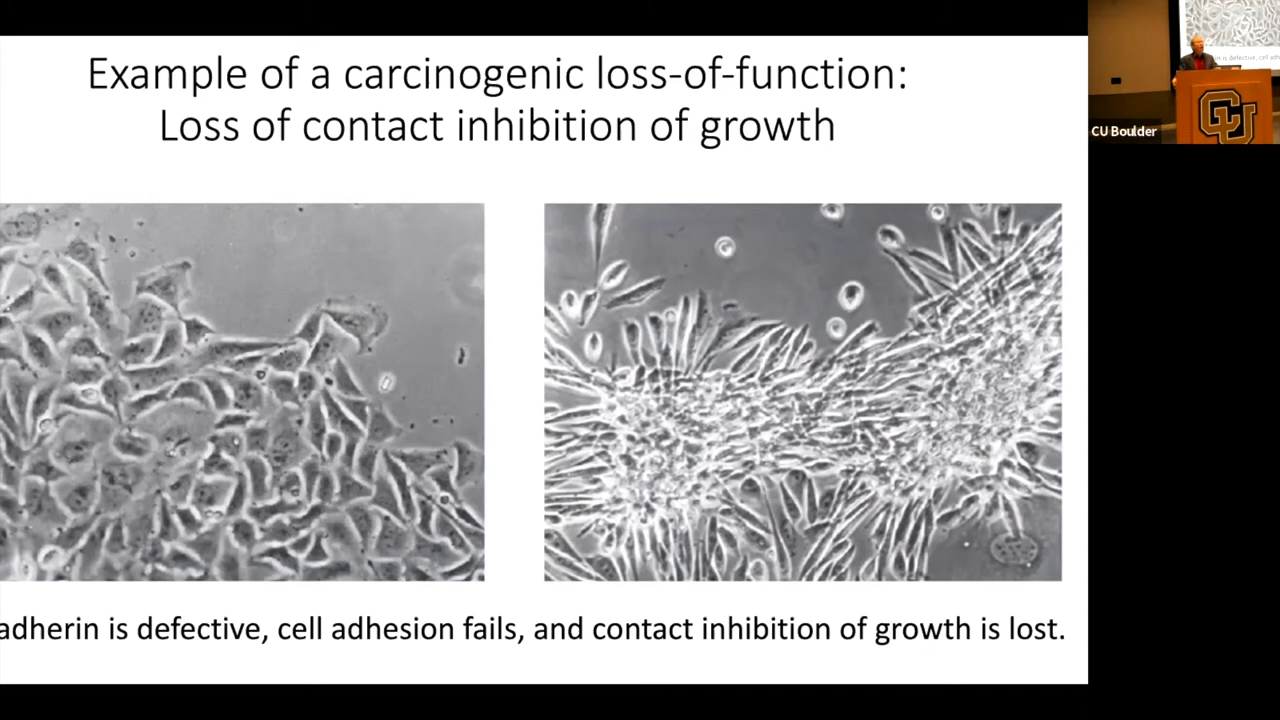 Example of a carcinogenic loss-of-function:
Loss of contact inhibition of growth
adherin is defective, cell adhesion fails, and contact inhibition of growth is lost.
CU Boulder
CU